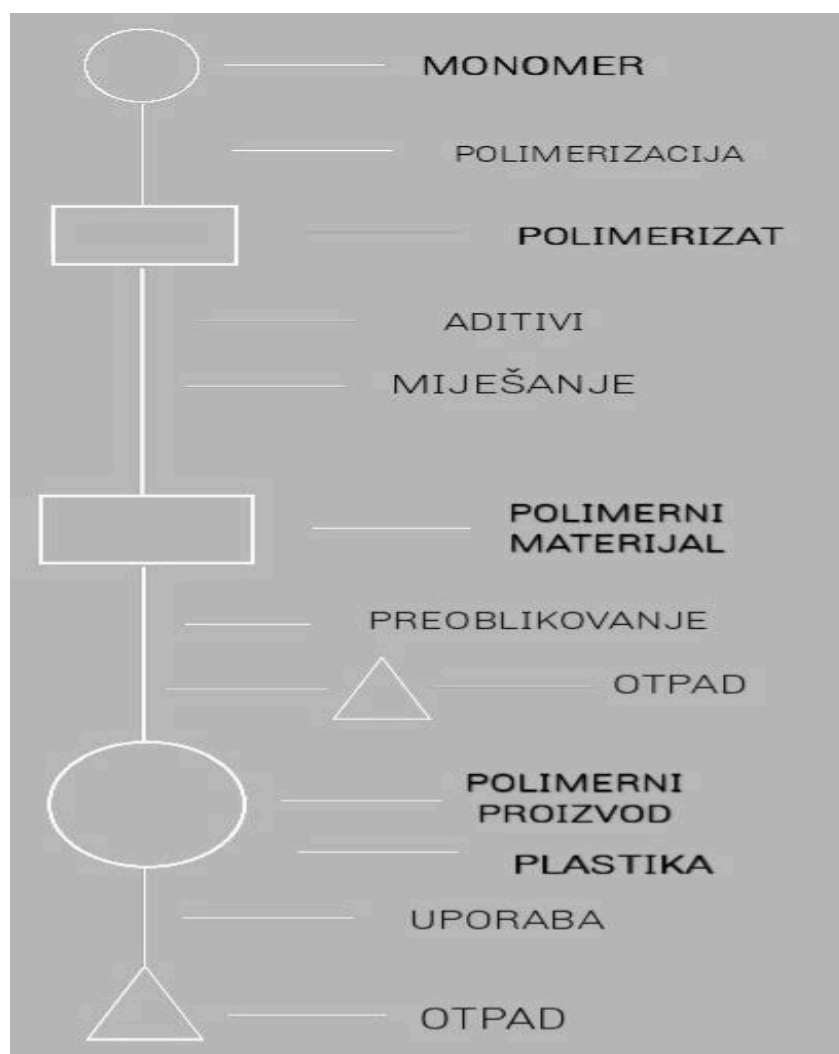 MONOMER
POLIMERIZACIJA
POLIMERIZAT
ADITIVI
MIJEŠANJE
POLIMERNI
MATERIJAL
PREOBLIKOVANJE
OTPAD
POLIMERNI
PROIZVOD
PLASTIKA
UPORABA
OTPAD